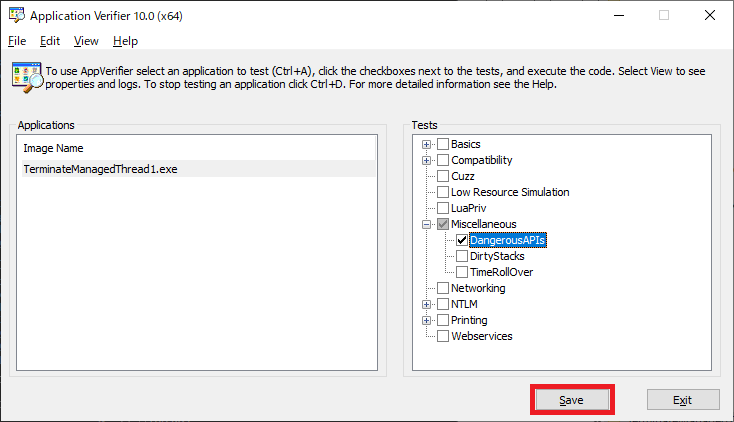 Application Verifier 10.0 (x64)
File Edit View Help
To use AppVerifier select an application to test (Ctrl+A), click the checkboxes next to the tests, and execute the code. Select View to see
properties and logs. To stop testing an application click Ctrl+D. For more detailed information see the Help.
Applications
Image Name
TerminateManagedThread1.exe
Tests
Basics
Compatibility
Cuzz
Low Resource Simulation
LuaPriv
Miscellaneous
DangerousAPIs
DirtyStacks
TimeRollOver
Networking
NTLM
Printing
Webservices
Save
Exit